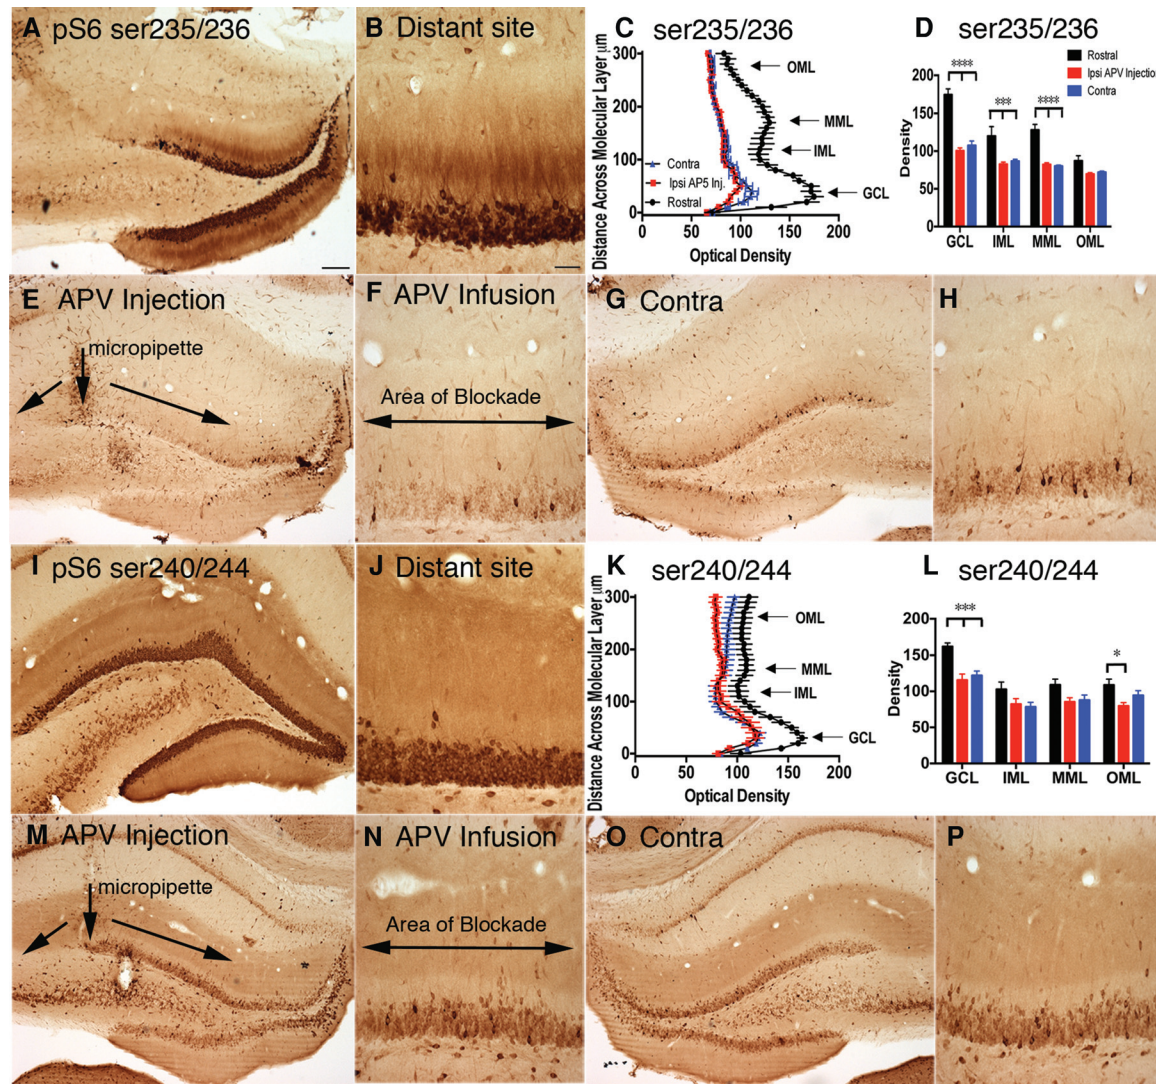 A pS6 ser235/236
B Distant site
C ser235/236
Distance Across Molecular Layer µm
300
200
100
0
OML
MML
IML
GCL
Contra
Ipsi AP5 Inj.
Rostral
0 50 100 150 200
Optical Density
D ser235/236
Rostral
Ipsi APV Injection
Contra
Density
200
150
100
50
0
**** *** ****
GCL IML MML OML
E APV Injection
micropipette
F APV Infusion
Area of Blockade
G Contra
H
I pS6 ser240/244
J Distant site
K ser240/244
Distance Across Molecular Layer µm
300
200
100
0
OML
MML
IML
GCL
0 50 100 150 200
Optical Density
L ser240/244
Density
200
150
100
50
0
*** *
GCL IML MML OML
M APV Injection
micropipette
*
N APV Infusion
Area of Blockade
O Contra
P